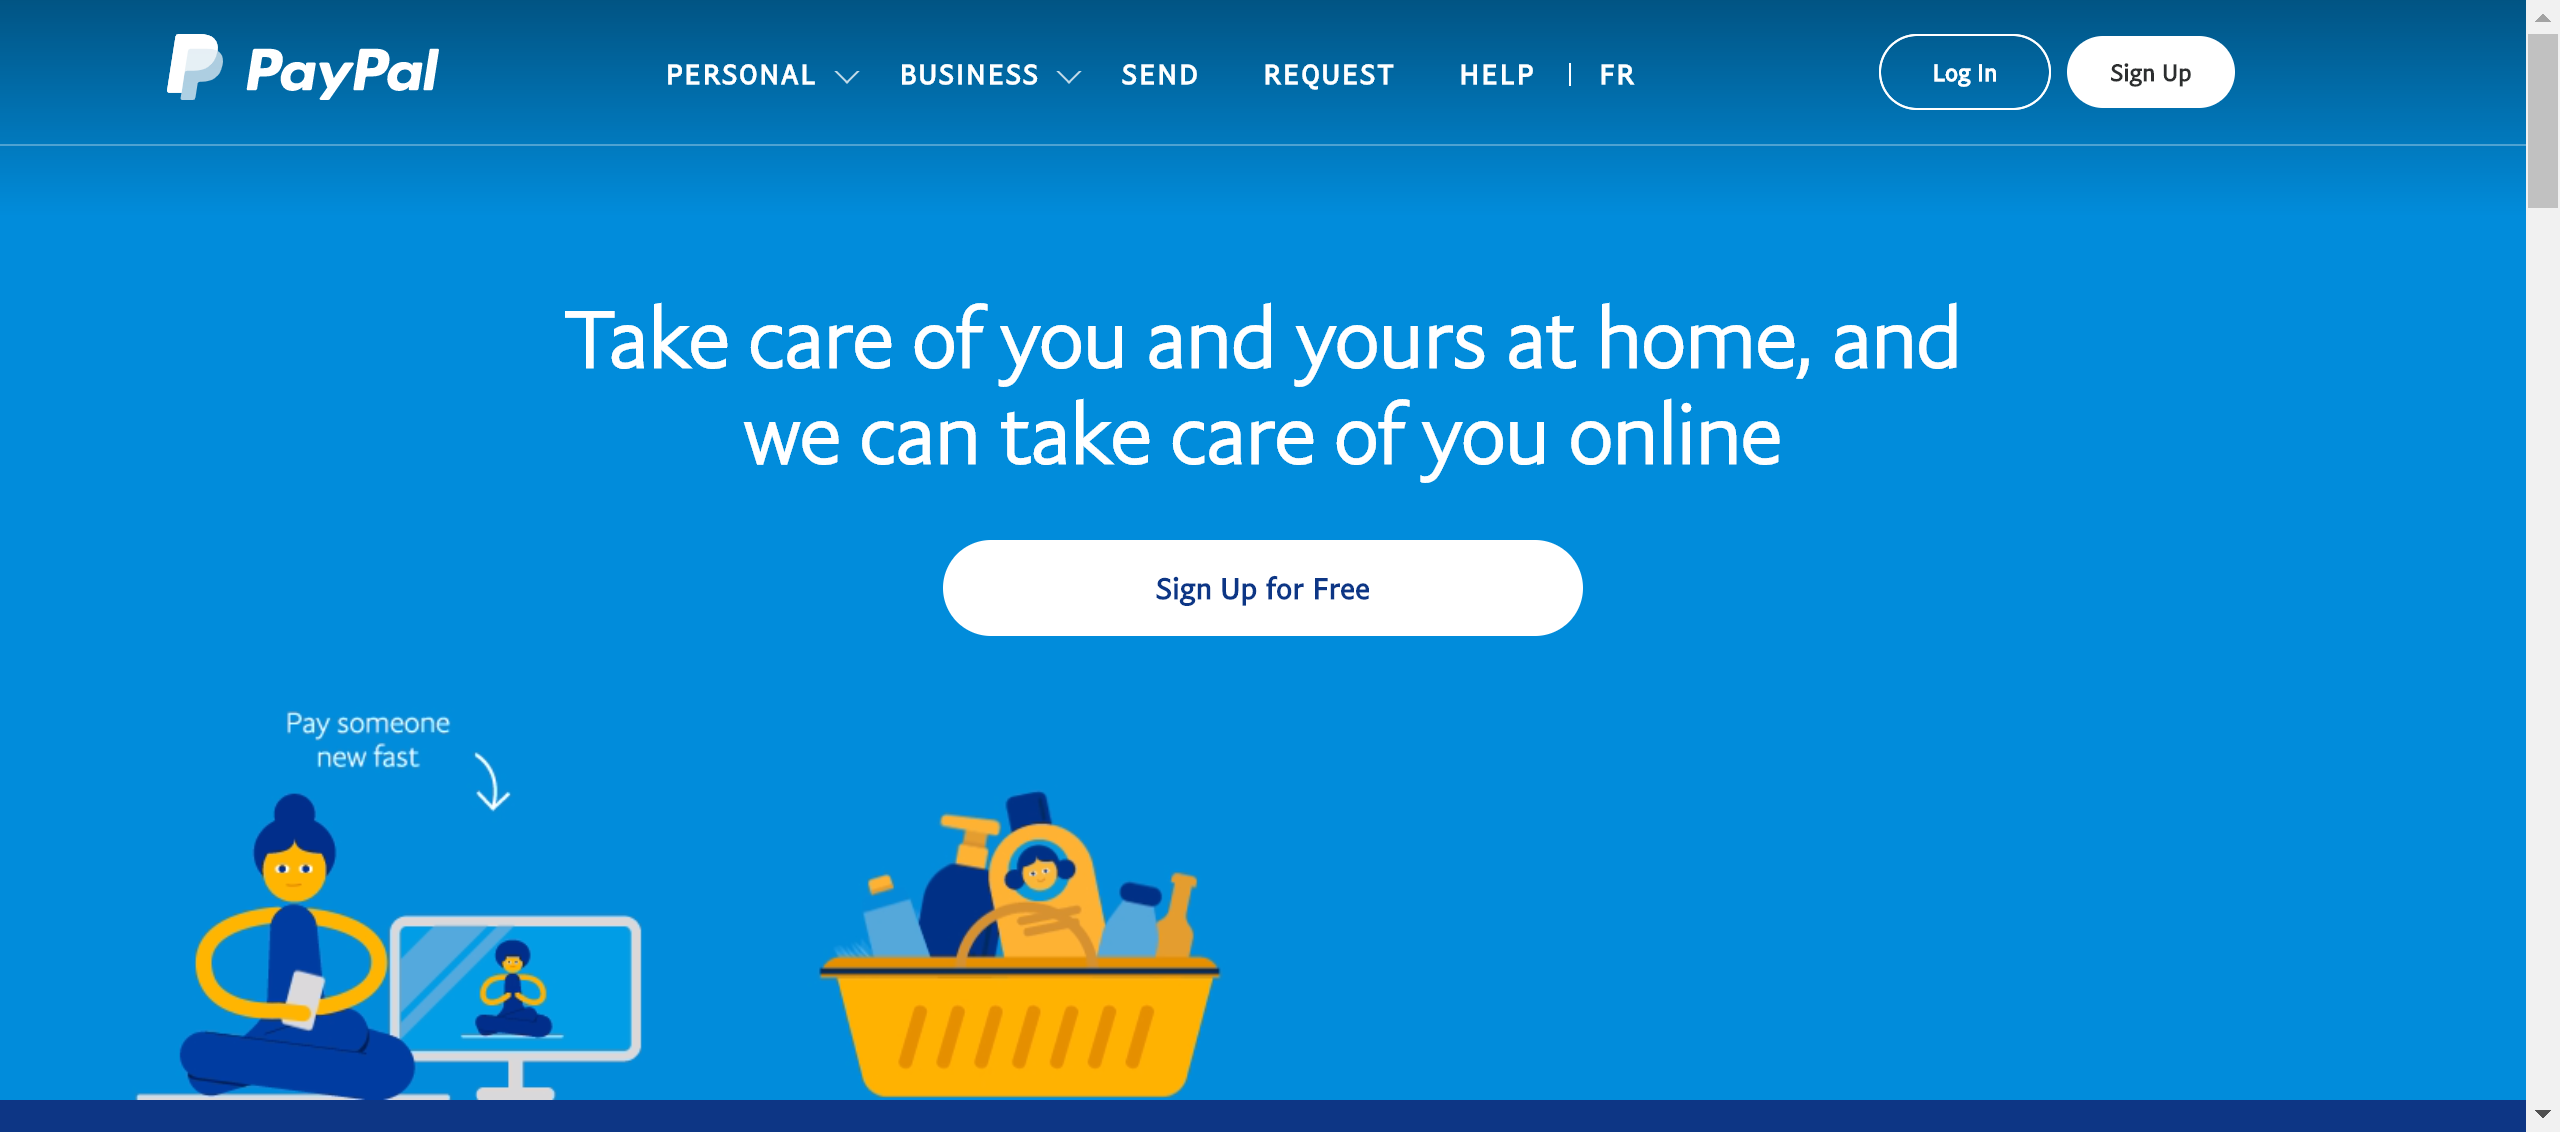 PayPal
PERSONAL BUSINESS SEND REQUEST HELP | FR
Log In
Sign Up
Take care of you and yours at home, and
we can take care of you online
Sign Up for Free
Pay someone
new fast